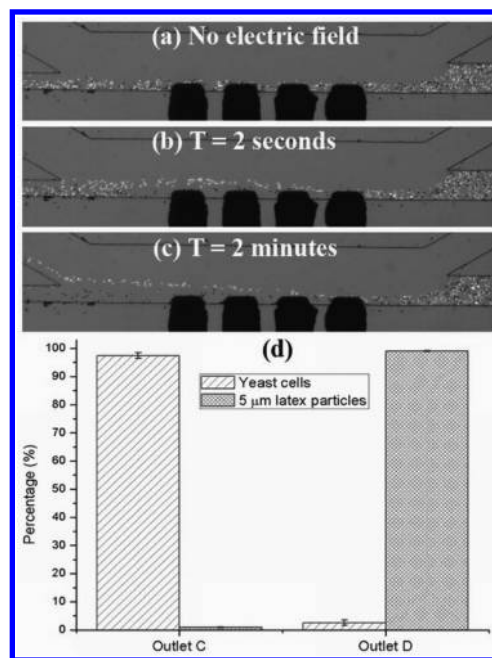 (a) No electric field
(b) T = 2 seconds
(c) T = 2 minutes
(d)
Yeast cells
5 μm latex particles
100
90
80
70
60
50
40
30
20
10
0
Percentage (%)
Outlet C
Outlet D